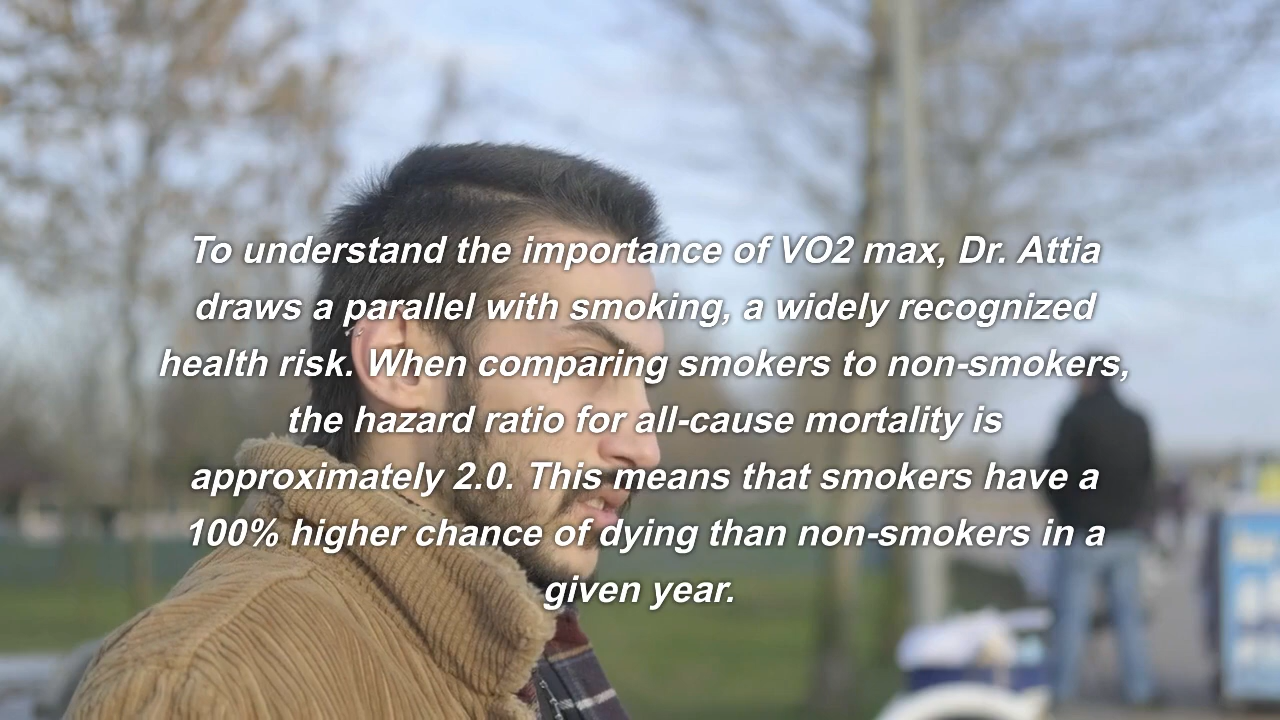 To understand the importance of VO2 max, Dr. Attia
draws a parallel with smoking, a widely recognized
health risk. When comparing smokers to non-smokers,
the hazard ratio for all-cause mortality is
approximately 2.0. This means that smokers have a
100% higher chance of dying than non-smokers in a
given year.